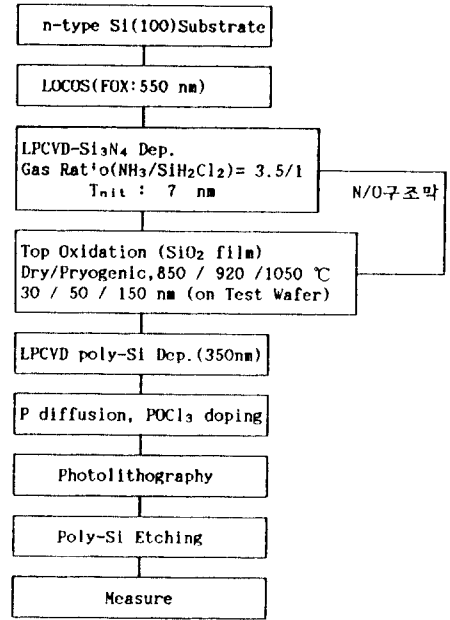 n-type Si(100)Substrate
LOCOS(FOX:550 nm)
LPCVD-Si₃N₄ Dep.
Gas Ratio(NH₃/SiH₂Cl₂)= 3.5/1
Tₙᵢₜ : 7 nm
N/O구조막
Top Oxidation (SiO₂ film)
Dry/Pryogenic,850 / 920 /1050 ℃
30 / 50 / 150 nm (on Test Wafer)
LPCVD poly-Si Dep.(350nm)
P diffusion, POCl₃ doping
Photolithography
Poly-Si Etching
Measure